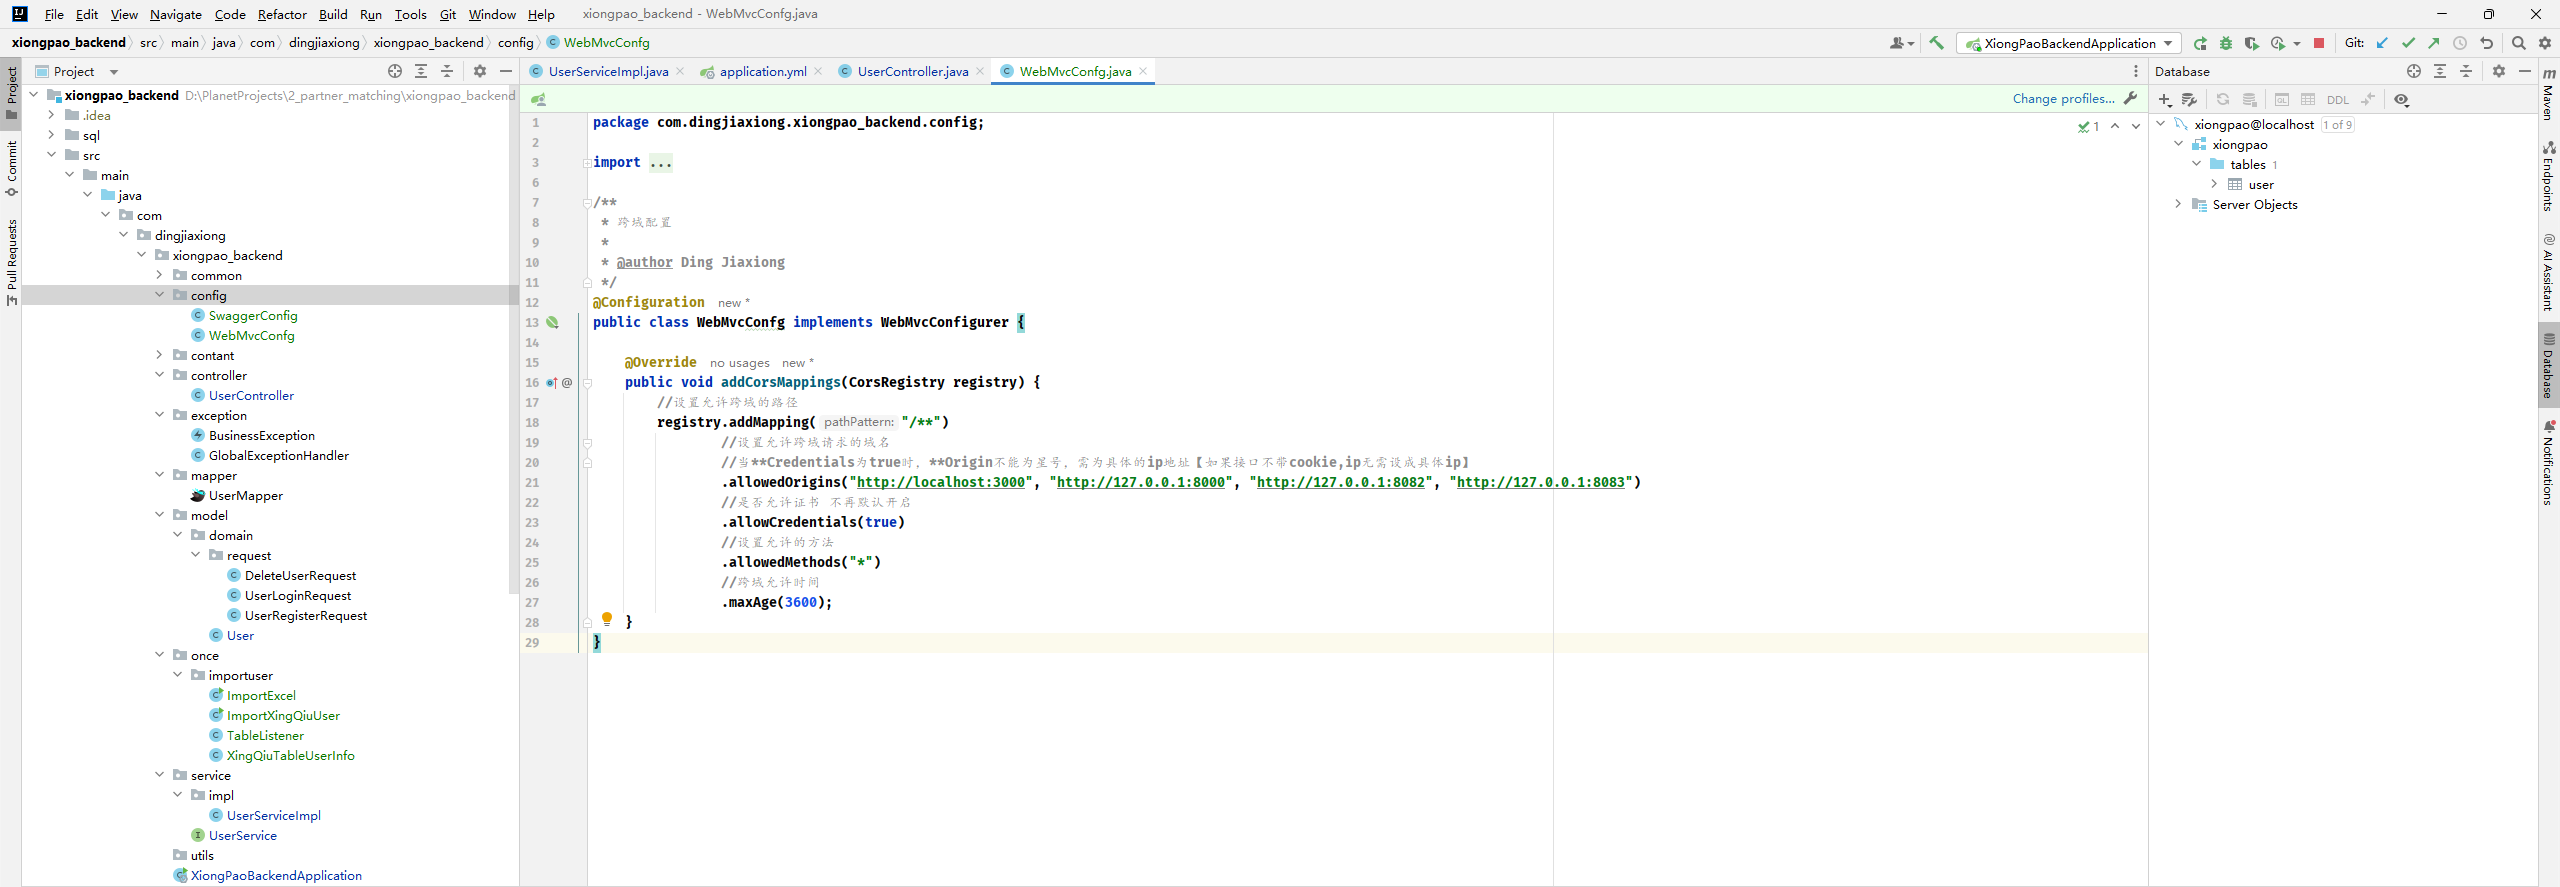 File Edit View Navigate Code Refactor Build Run Tools Git Window Help xiongpao_backend - WebMvcConfg.java
xiongpao_backend src main java com dingjiaxiong xiongpao_backend config WebMvcConfg
XiongPaoBackendApplication Git:
Project
Commit
Pull Requests
Project
xiongpao_backend D:\PlanetProjects\2_partner_matching\xiongpao_backend
.idea
sql
src
main
java
com
dingjiaxiong
xiongpao_backend
common
config
SwaggerConfig
WebMvcConfg
contant
controller
UserController
exception
BusinessException
GlobalExceptionHandler
mapper
UserMapper
model
domain
request
DeleteUserRequest
UserLoginRequest
UserRegisterRequest
User
once
importuser
ImportExcel
ImportXingQiuUser
TableListener
XingQiuTableUserInfo
service
impl
UserServiceImpl
UserService
utils
XiongPaoBackendApplication
UserServiceImpl.java application.yml UserController.java WebMvcConfg.java
Change profiles...
1
1 package com.dingjiaxiong.xiongpao_backend.config;
2
3 import ...
6
7 /**
8 * 跨域配置
9 *
10 * @author Ding Jiaxiong
11 */
12 @Configuration new *
13 public class WebMvcConfg implements WebMvcConfigurer {
14
15 @Override no usages new *
16 @ public void addCorsMappings(CorsRegistry registry) {
17 //设置允许跨域的路径
18 registry.addMapping( pathPattern: "/**")
19 //设置允许跨域请求的域名
20 //当**Credentials为true时，**Origin不能为星号，需为具体的ip地址【如果接口不带cookie,ip无需设成具体ip】
21 .allowedOrigins("http://localhost:3000", "http://127.0.0.1:8000", "http://127.0.0.1:8082", "http://127.0.0.1:8083")
22 //是否允许证书 不再默认开启
23 .allowCredentials(true)
24 //设置允许的方法
25 .allowedMethods("*")
26 //跨域允许时间
27 .maxAge(3600);
28 }
29 }
Database
DDL
xiongpao@localhost 1 of 9
xiongpao
tables 1
user
Server Objects
Maven
Endpoints
AI Assistant
Database
Notifications